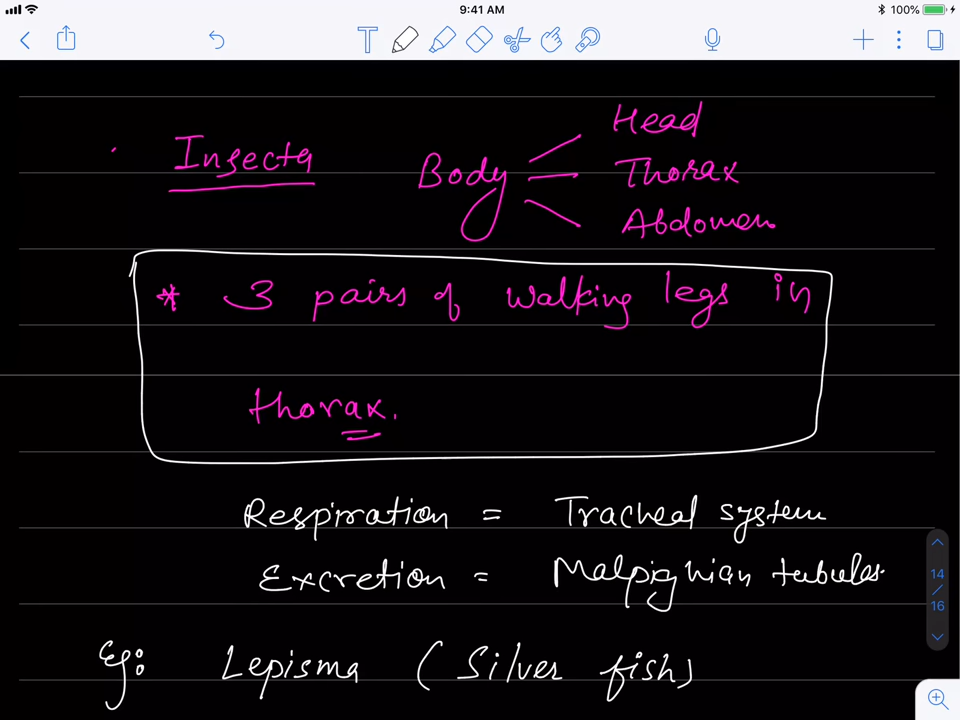 9:41 AM
100%
T
Insecta
Body
Head
Thorax
Abdomen
* 3 pairs of walking legs in
thorax.
Respiration = Tracheal system
Excretion = Malpighian tubules
14
/
16
Eg: Lepisma (Silver fish)